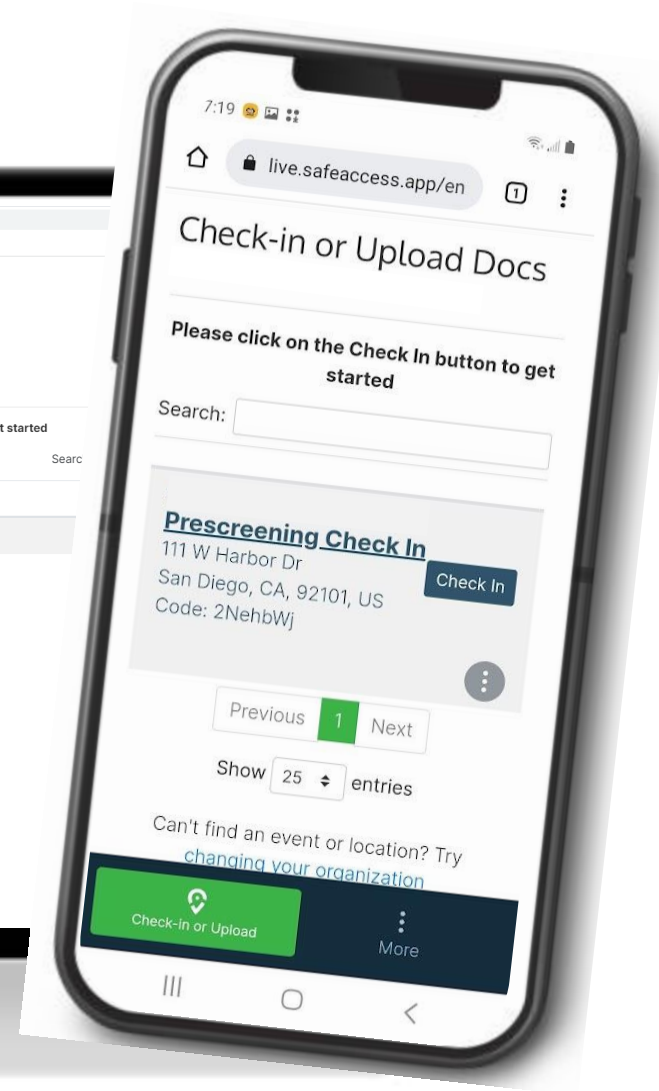 7:19
live.safeaccess.app/en
1
Check-in or Upload Docs
Please click on the Check In button to get
started
Search:
Prescreening Check In
111 W Harbor Dr
San Diego, CA, 92101, US
Code: 2NehbWj
Check In
Previous 1 Next
Show 25 entries
Can't find an event or location? Try
changing your organization
Check-in or Upload
More
t started
Searc